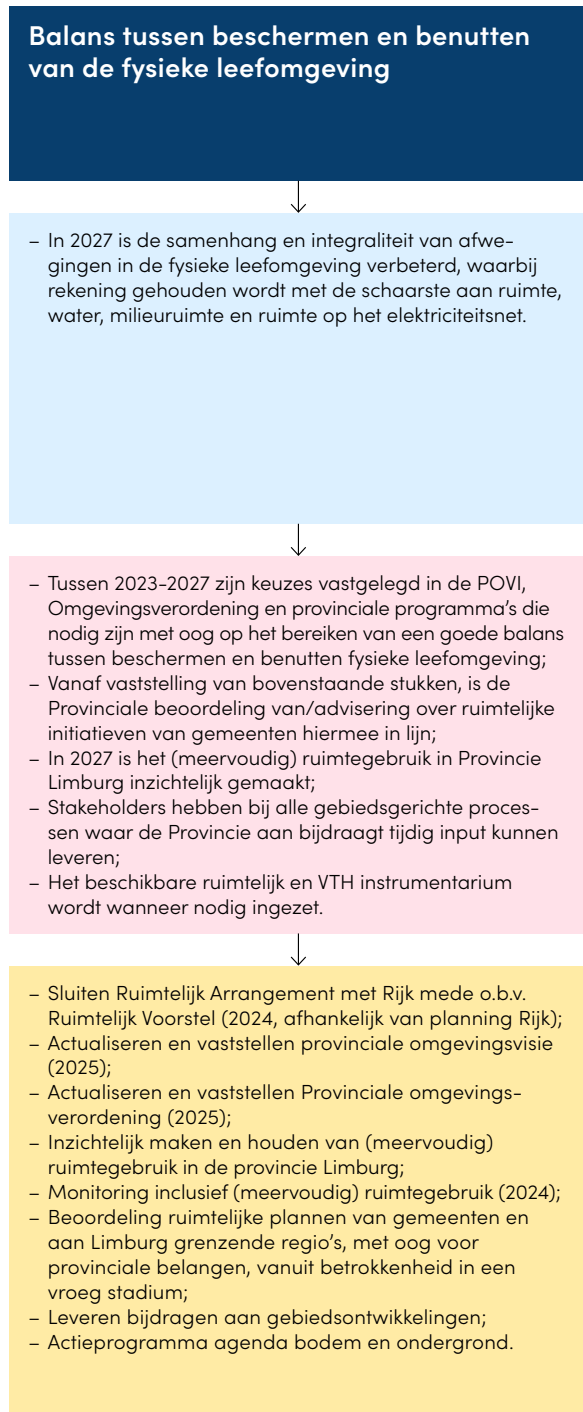 Balans tussen beschermen en benutten
van de fysieke leefomgeving
– In 2027 is de samenhang en integraliteit van afwe-
gingen in de fysieke leefomgeving verbeterd, waarbij
rekening gehouden wordt met de schaarste aan ruimte,
water, milieuruimte en ruimte op het elektriciteitsnet.
– Tussen 2023-2027 zijn keuzes vastgelegd in de POVI,
Omgevingsverordening en provinciale programma’s die
nodig zijn met oog op het bereiken van een goede balans
tussen beschermen en benutten fysieke leefomgeving;
– Vanaf vaststelling van bovenstaande stukken, is de
Provinciale beoordeling van/advisering over ruimtelijke
initiatieven van gemeenten hiermee in lijn;
– In 2027 is het (meervoudig) ruimtegebruik in Provincie
Limburg inzichtelijk gemaakt;
– Stakeholders hebben bij alle gebiedsgerichte proces-
sen waar de Provincie aan bijdraagt tijdig input kunnen
leveren;
– Het beschikbare ruimtelijk en VTH instrumentarium
wordt wanneer nodig ingezet.
– Sluiten Ruimtelijk Arrangement met Rijk mede o.b.v.
Ruimtelijk Voorstel (2024, afhankelijk van planning Rijk);
– Actualiseren en vaststellen provinciale omgevingsvisie
(2025);
– Actualiseren en vaststellen Provinciale omgevings-
verordening (2025);
– Inzichtelijk maken en houden van (meervoudig)
ruimtegebruik in de provincie Limburg;
– Monitoring inclusief (meervoudig) ruimtegebruik (2024);
– Beoordeling ruimtelijke plannen van gemeenten en
aan Limburg grenzende regio’s, met oog voor
provinciale belangen, vanuit betrokkenheid in een
vroeg stadium;
– Leveren bijdragen aan gebiedsontwikkelingen;
– Actieprogramma agenda bodem en ondergrond.